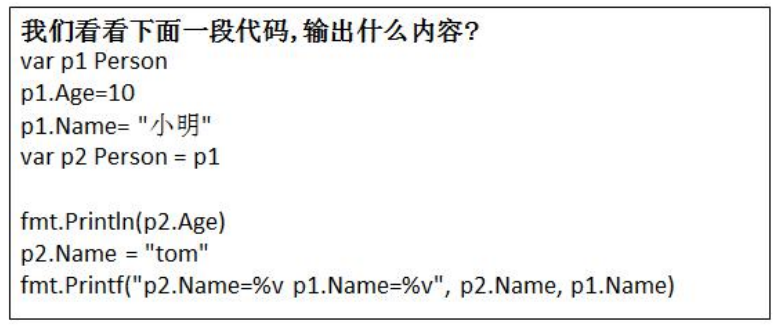 我们看看下面一段代码,输出什么内容?
var p1 Person
p1.Age=10
p1.Name= "小明"
var p2 Person = p1
fmt.Println(p2.Age)
p2.Name = "tom"
fmt.Printf("p2.Name=%v p1.Name=%v", p2.Name, p1.Name)